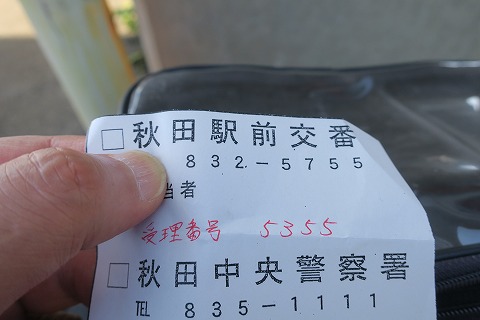 □秋田駅前交番
832-5755
当者
受理番号 5355
□秋田中央警察署
TEL 835-1111